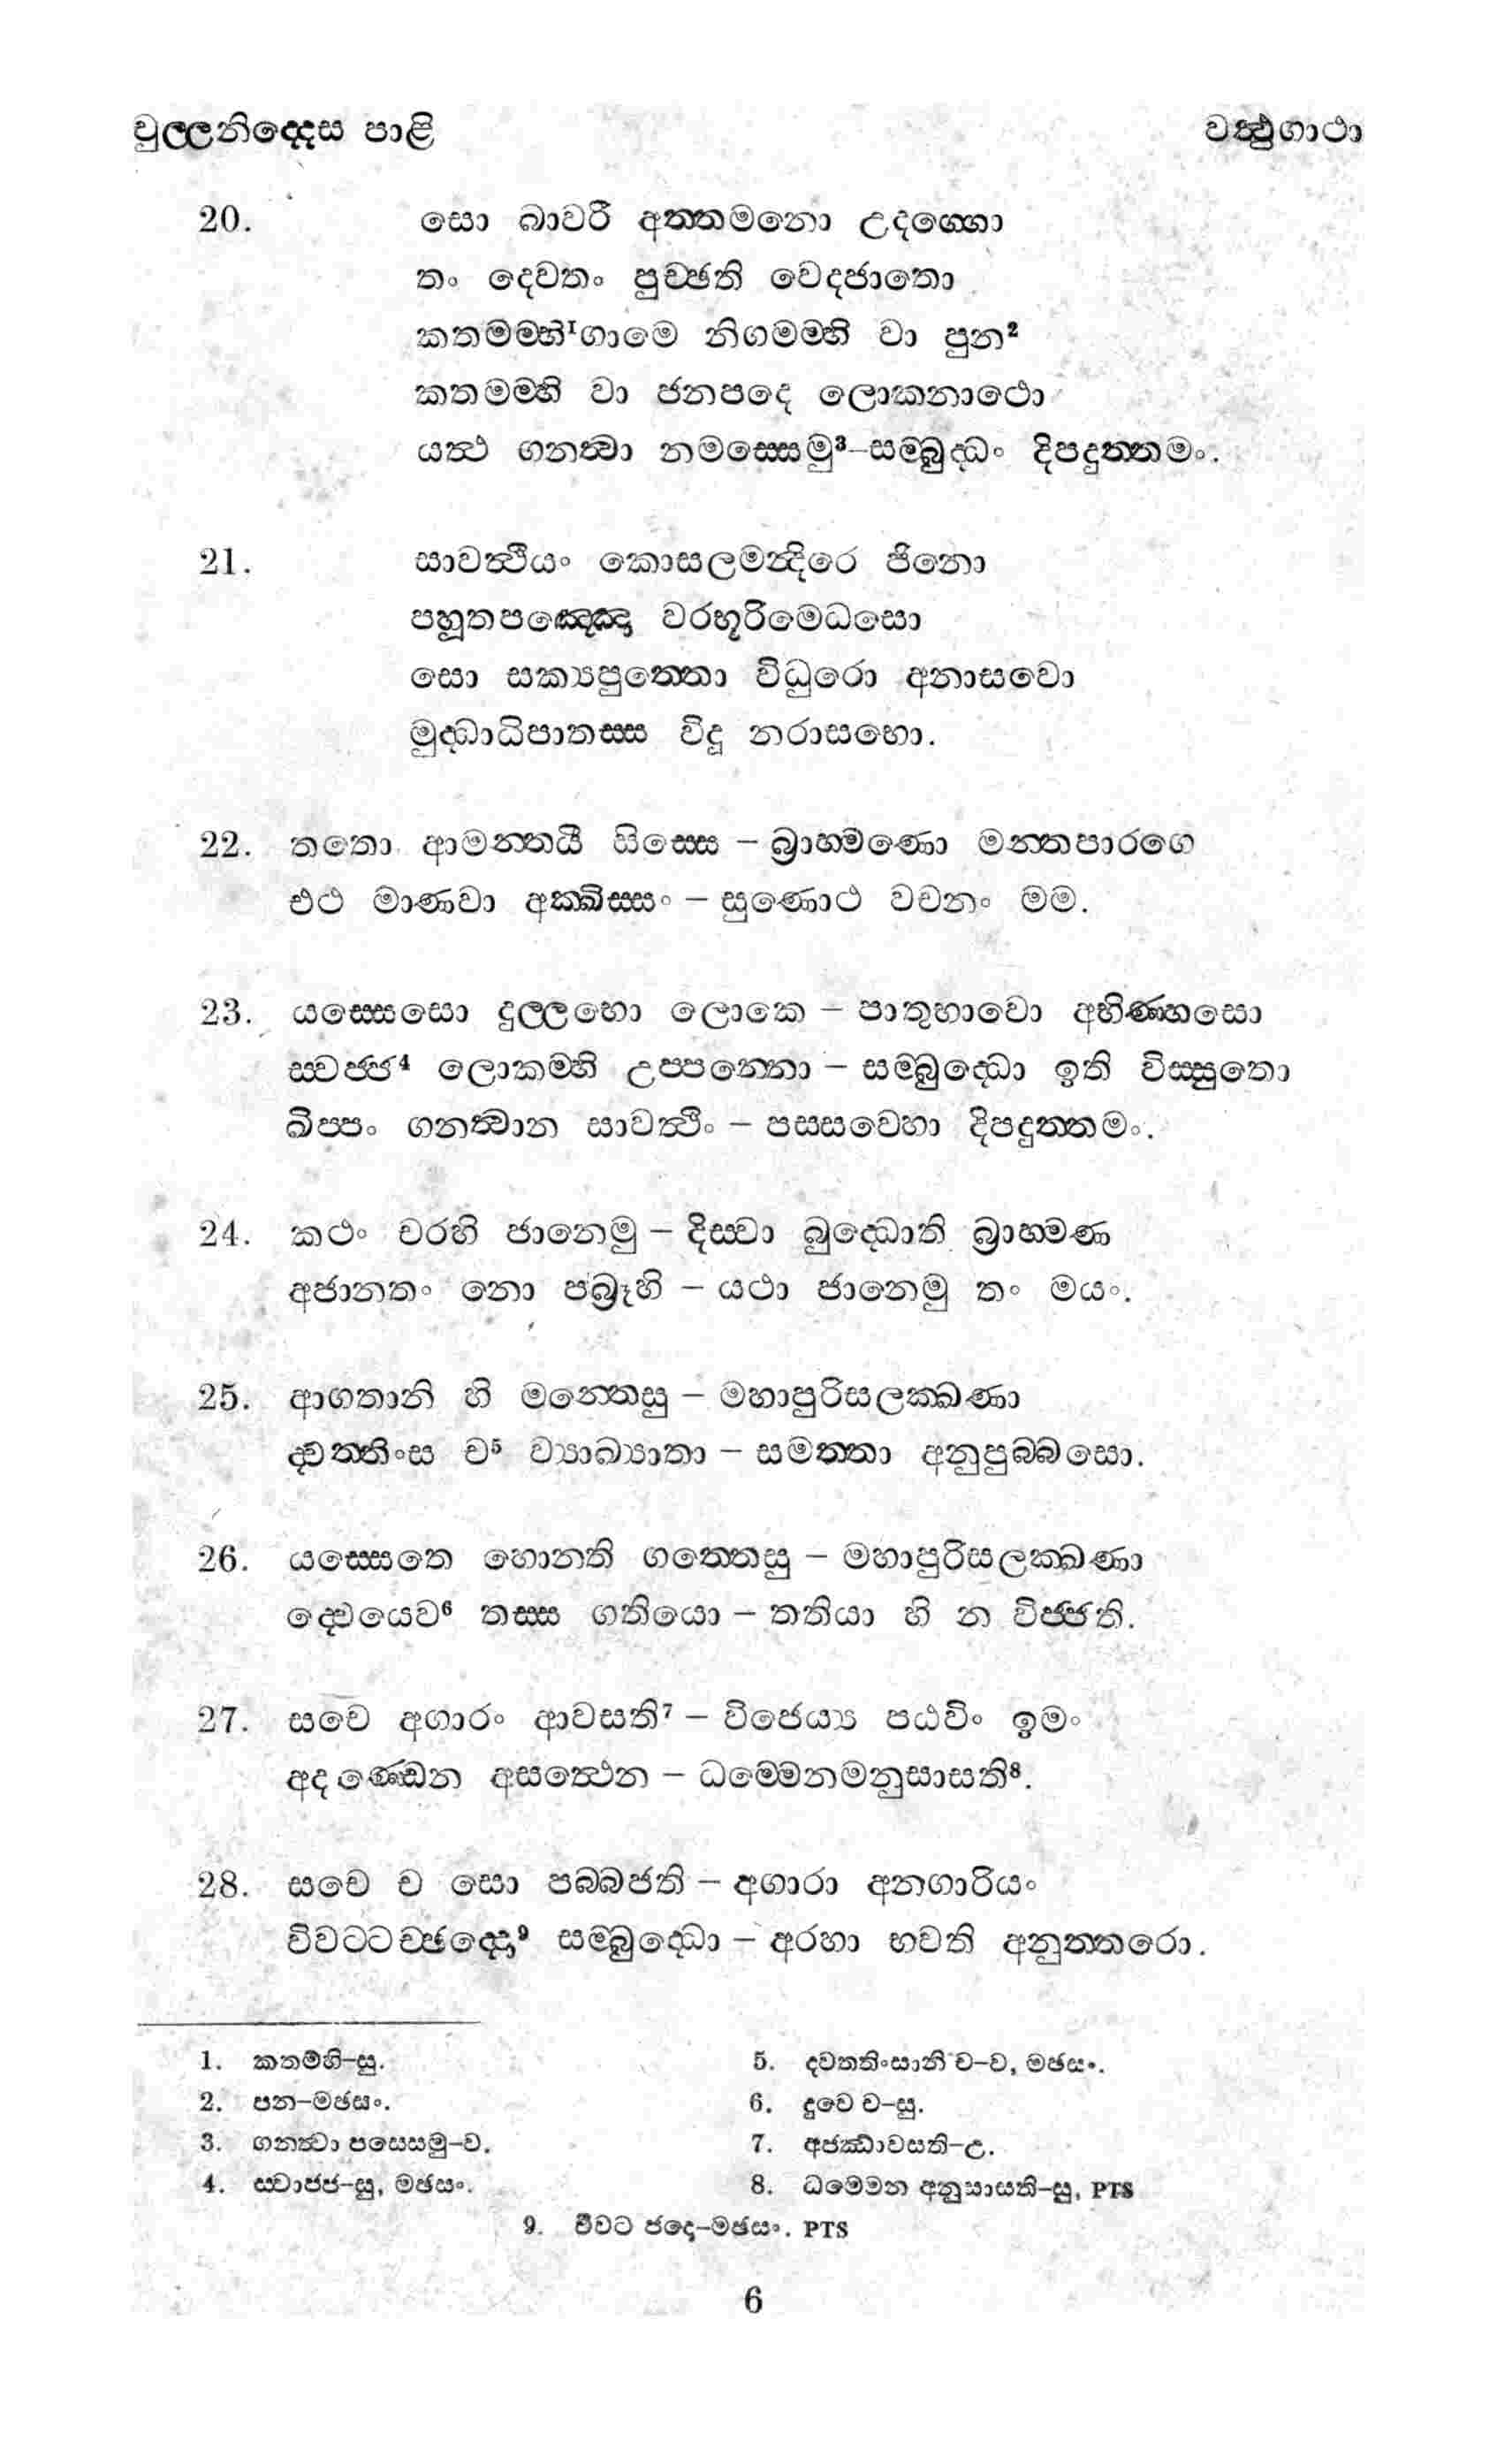 චුල්ලනිද්දෙස පාළි වත්ථුගාථා
20. සො බාවරී අත්තමනො උදග්ගො
තං දෙවතං පුච්ඡති වෙදජාතො
කතමම්හි¹ගාමෙ නිගමම්හි වා පුන²
කතමම්හි වා ජනපදෙ ලොකනාථො
යත්ථ ගන්ත්වා නමස්සෙමු³–සම්බුද්ධං දිපදුත්තමං.
21. සාවත්ථියං කොසලමන්දිරෙ ජිනො
පහූතපඤ්ඤො වරභූරිමෙධසො
සො සක්‍යපුත්තො විධුරො අනාසවො
මුද්ධාධිපාතස්ස විදූ නරාසභො.
22. තතො ආමන්තයී සිස්සෙ – බ්‍රාහ්මණො මන්තපාරගෙ
එථ මාණවා අක්ඛිස්සං – සුණොථ වචනං මම.
23. යස්සෙසො දුල්ලභො ලොකෙ – පාතුභාවො අභිණ්හසො
ස්වජ්ජ⁴ ලොකම්හි උප්පන්නො – සම්බුද්ධො ඉති විස්සුතො
ඛිප්පං ගන්ත්වාන සාවත්ථිං – පස්සව්හො දිපදුත්තමං.
24. කථං චරහි ජානෙමු – දිස්වා බුද්ධොති බ්‍රාහ්මණ
අජානතං නො පබ්‍රෑහි – යථා ජානෙමු තං මයං.
25. ආගතානි හි මන්තෙසු – මහාපුරිසලක්ඛණා
ද්වත්තිංස ච⁵ ව්‍යාඛ්‍යාතා – සමත්තා අනුපුබ්බසො.
26. යස්සෙතෙ හොන්ති ගත්තෙසු – මහාපුරිසලක්ඛණා
ද්වෙයෙව⁶ තස්ස ගතියො – තතියා හි න විජ්ජති.
27. සචෙ අගාරං ආවසති⁷ – විජෙය්‍ය පඨවිං ඉමං
අදණ්ඩෙන අසත්ථෙන – ධම්මෙනමනුසාසති⁸.
28. සචෙ ච සො පබ්බජති – අගාරා අනගාරියං
විවට්ටච්ඡද්දො⁹ සම්බුද්ධො – අරහා භවති අනුත්තරො.
1. කතම්හි–සු.
2. පන–මඡසං.
3. ගන්ත්වා පස්සෙමු–ව.
4. ස්වාජ්ජ–සු, මඡසං.
5. ද්වත්තිංසානි ච–ව, මඡසං.
6. දුවෙ ච–සු.
7. අජ්ඣාවසති–උ.
8. ධම්මෙන අනුසාසති–සු, PTS
9. විවට ඡදෙ–මඡසං. PTS
6